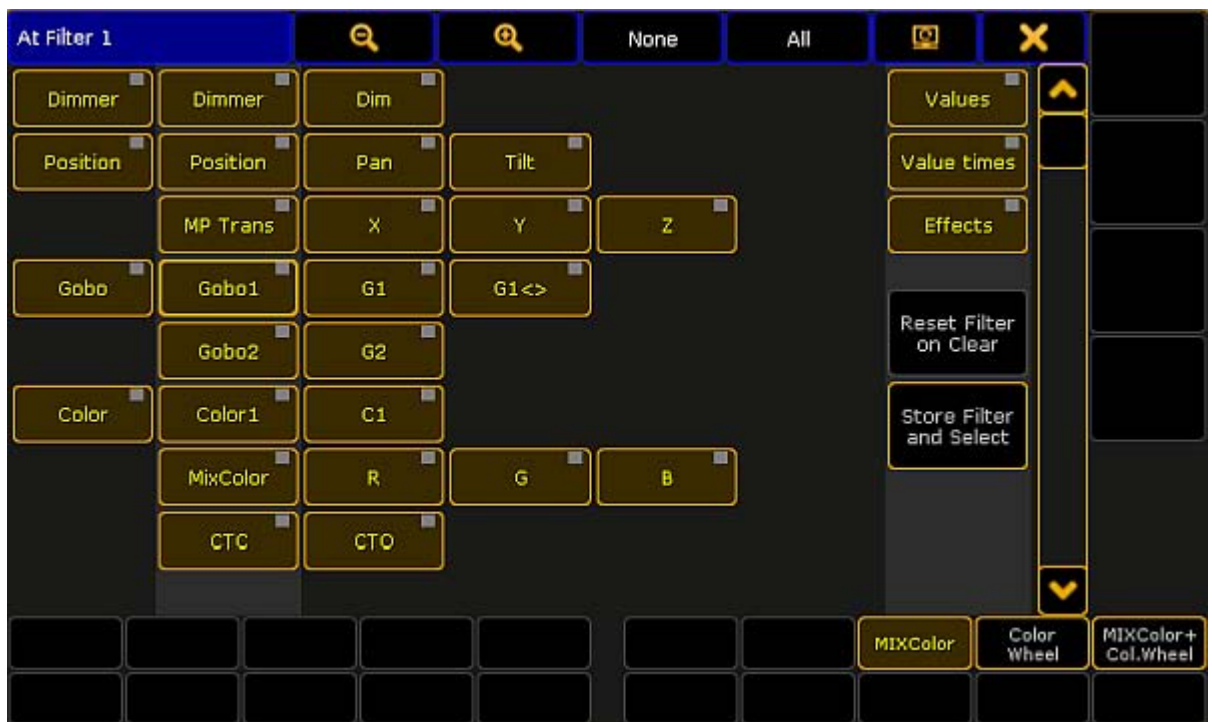 At Filter 1 None All
Dimmer Dimmer Dim Values
Position Position Pan Tilt Value times
MP Trans X Y Z Effects
Gobo Gobo1 G1 G1<>
Reset Filter
on Clear
Gobo2 G2
Color Color1 C1
Store Filter
and Select
MixColor R G B
CTC CTO
MIXColor
Color
Wheel
MIXColor+
Col.Wheel